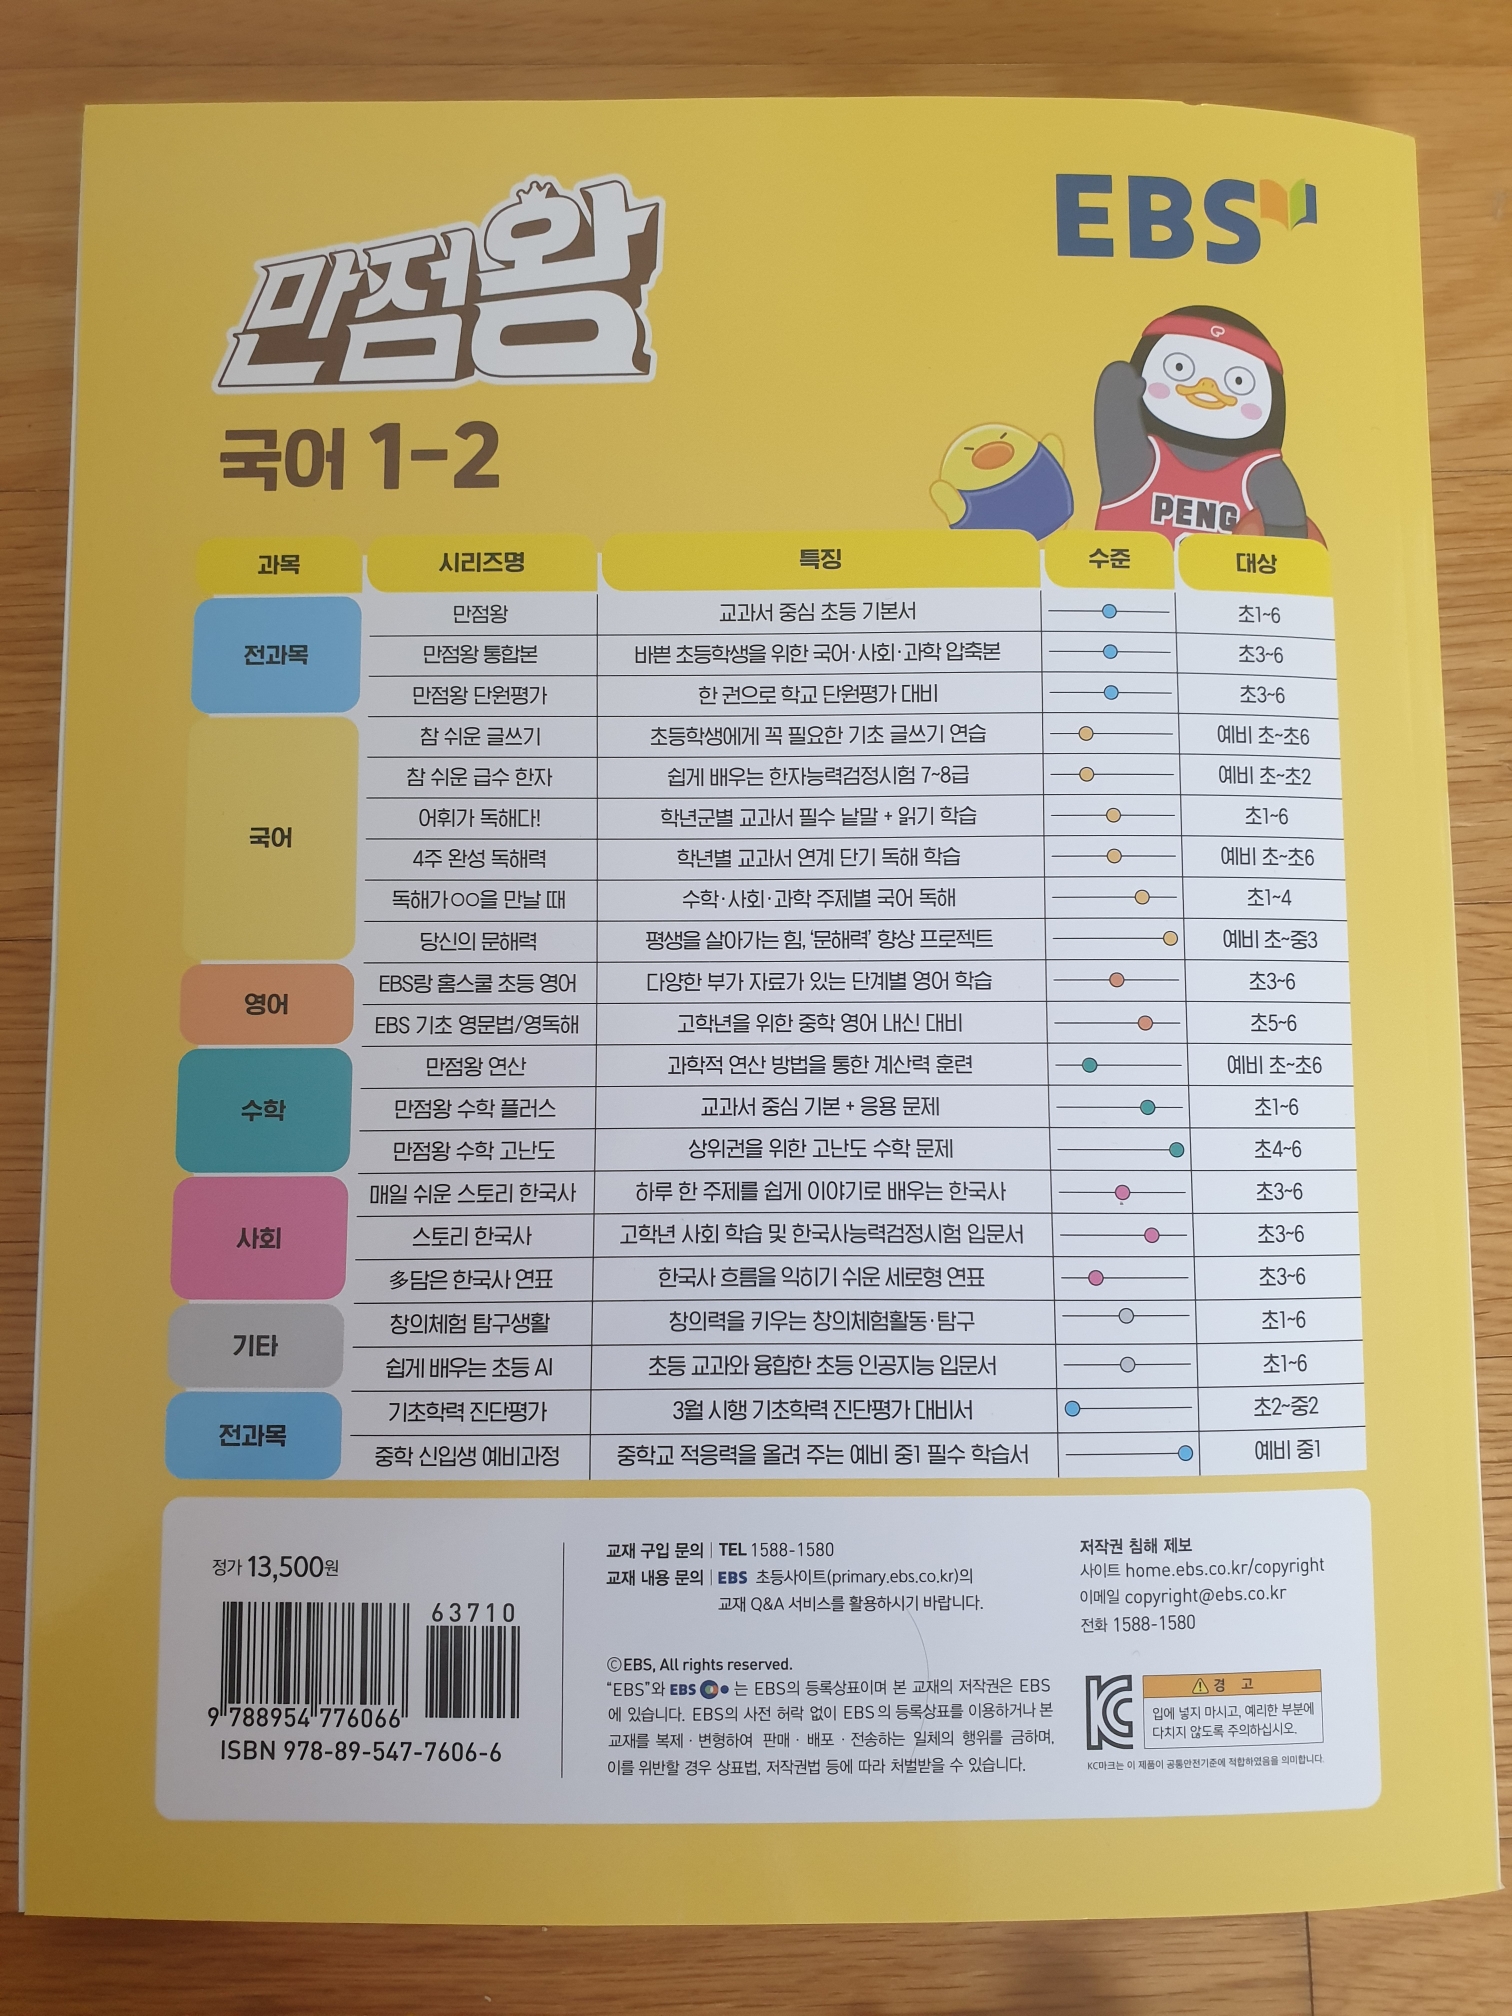 만점왕
EBS
국어 1-2
PENG
과목 시리즈명 특징 수준 대상
전과목
만점왕 교과서 중심 초등 기본서 초1~6
만점왕 통합본 바쁜 초등학생을 위한 국어·사회·과학 압축본 초3~6
만점왕 단원평가 한 권으로 학교 단원평가 대비 초3~6
국어
참 쉬운 글쓰기 초등학생에게 꼭 필요한 기초 글쓰기 연습 예비 초~초6
참 쉬운 급수 한자 쉽게 배우는 한자능력검정시험 7~8급 예비 초~초2
어휘가 독해다! 학년군별 교과서 필수 낱말 + 읽기 학습 초1~6
4주 완성 독해력 학년별 교과서 연계 단기 독해 학습 예비 초~초6
독해가 ○○을 만날 때 수학·사회·과학 주제별 국어 독해 초1~4
당신의 문해력 평생을 살아가는 힘, ‘문해력’ 향상 프로젝트 예비 초~중3
영어
EBS랑 홈스쿨 초등 영어 다양한 부가 자료가 있는 단계별 영어 학습 초3~6
EBS 기초 영문법/영독해 고학년을 위한 중학 영어 내신 대비 초5~6
수학
만점왕 연산 과학적 연산 방법을 통한 계산력 훈련 예비 초~초6
만점왕 수학 플러스 교과서 중심 기본 + 응용 문제 초1~6
만점왕 수학 고난도 상위권을 위한 고난도 수학 문제 초4~6
사회
매일 쉬운 스토리 한국사 하루 한 주제를 쉽게 이야기로 배우는 한국사 초3~6
스토리 한국사 고학년 사회 학습 및 한국사능력검정시험 입문서 초3~6
多담은 한국사 연표 한국사 흐름을 익히기 쉬운 세로형 연표 초3~6
기타
창의체험 탐구생활 창의력을 키우는 창의체험활동·탐구 초1~6
쉽게 배우는 초등 AI 초등 교과와 융합한 초등 인공지능 입문서 초1~6
전과목
기초학력 진단평가 3월 시행 기초학력 진단평가 대비서 초2~중2
중학 신입생 예비과정 중학교 적응력을 올려 주는 예비 중1 필수 학습서 예비 중1
정가 13,500원
63710
9 788954 776066
ISBN 978-89-547-7606-6
교재 구입 문의 | TEL 1588-1580
교재 내용 문의 | EBS 초등사이트(primary.ebs.co.kr)의
교재 Q&A 서비스를 활용하시기 바랍니다.
ⓒEBS, All rights reserved.
“EBS”와 EBS 는 EBS의 등록상표이며 본 교재의 저작권은 EBS
에 있습니다. EBS의 사전 허락 없이 EBS의 등록상표를 이용하거나 본
교재를 복제 · 변형하여 판매 · 배포 · 전송하는 일체의 행위를 금하며,
이를 위반할 경우 상표법, 저작권법 등에 따라 처벌받을 수 있습니다.
저작권 침해 제보
사이트 home.ebs.co.kr/copyright
이메일 copyright@ebs.co.kr
전화 1588-1580
KC
⚠ 경 고
입에 넣지 마시고, 예리한 부분에
다치지 않도록 주의하십시오.
KC마크는 이 제품이 공통안전기준에 적합하였음을 의미합니다.